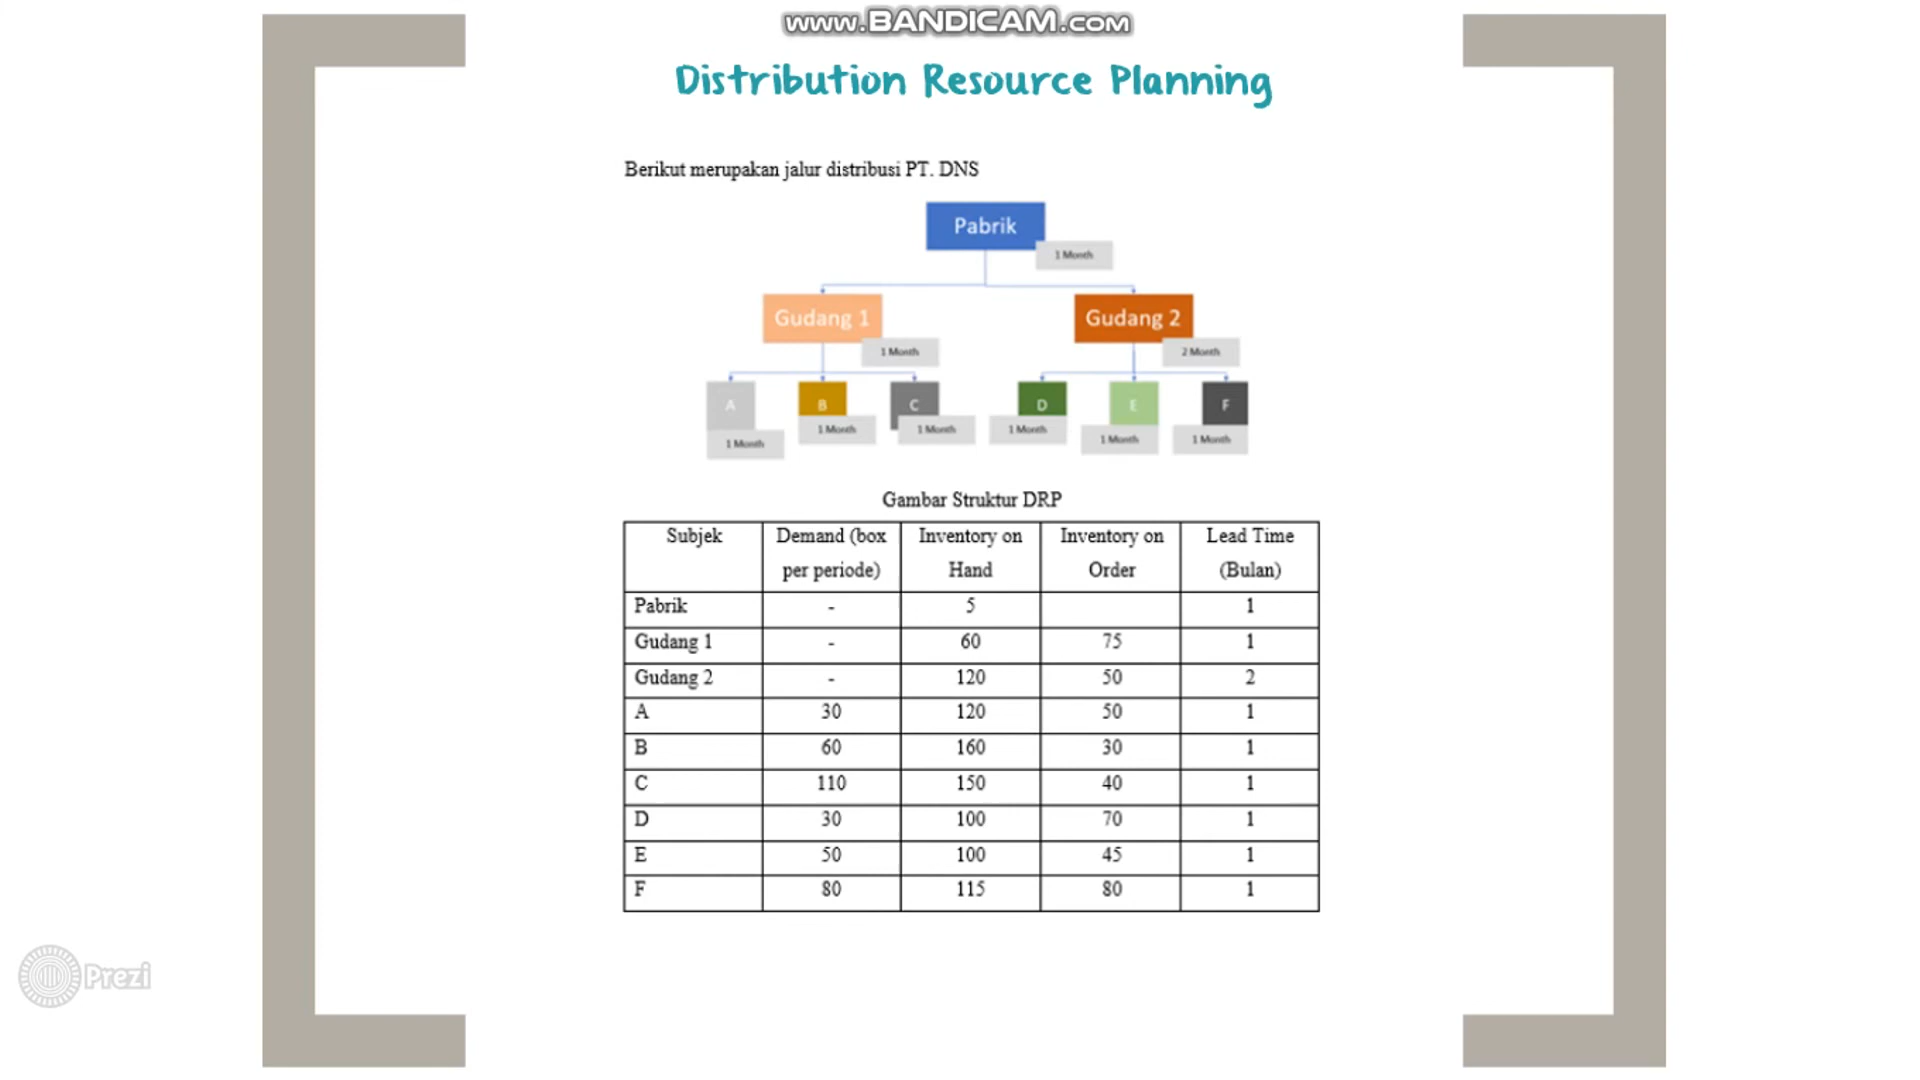 www.BANDICAM.com
Distribution Resource Planning
Berikut merupakan jalur distribusi PT. DNS
Pabrik
1 Month
Gudang 1
Gudang 2
1 Month
2 Month
A
B
C
D
E
F
1 Month
1 Month
1 Month
1 Month
1 Month
1 Month
Gambar Struktur DRP
Subjek Demand (box per periode) Inventory on Hand Inventory on Order Lead Time (Bulan)
Pabrik - 5 1
Gudang 1 - 60 75 1
Gudang 2 - 120 50 2
A 30 120 50 1
B 60 160 30 1
C 110 150 40 1
D 30 100 70 1
E 50 100 45 1
F 80 115 80 1
Prezi